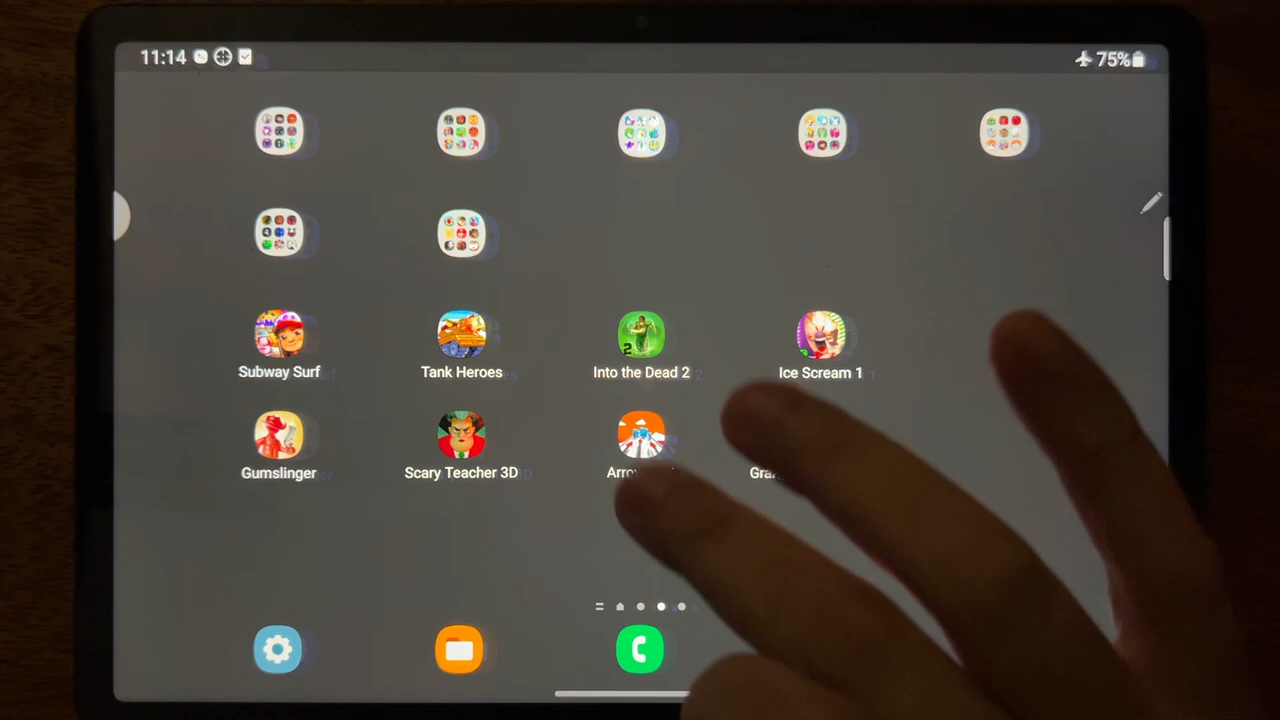 11:14 75%
Subway Surf Tank Heroes Into the Dead 2 Ice Scream 1
Gumslinger Scary Teacher 3D